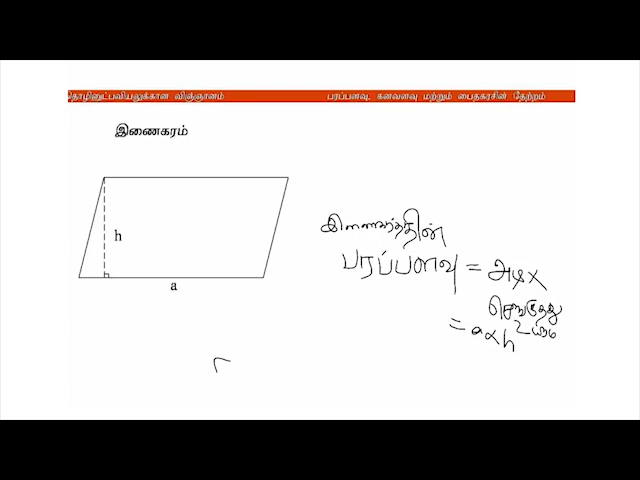 தொழினுட்பவியலுக்கான விஞ்ஞானம் பரப்பளவு, கனவளவு மற்றும் பைதகரசின் தேற்றம்
இணைகரம்
h
a
இணைகரத்தின்
பரப்பளவு = அடி ×
செங்குத்து
உயரம்
= a × h